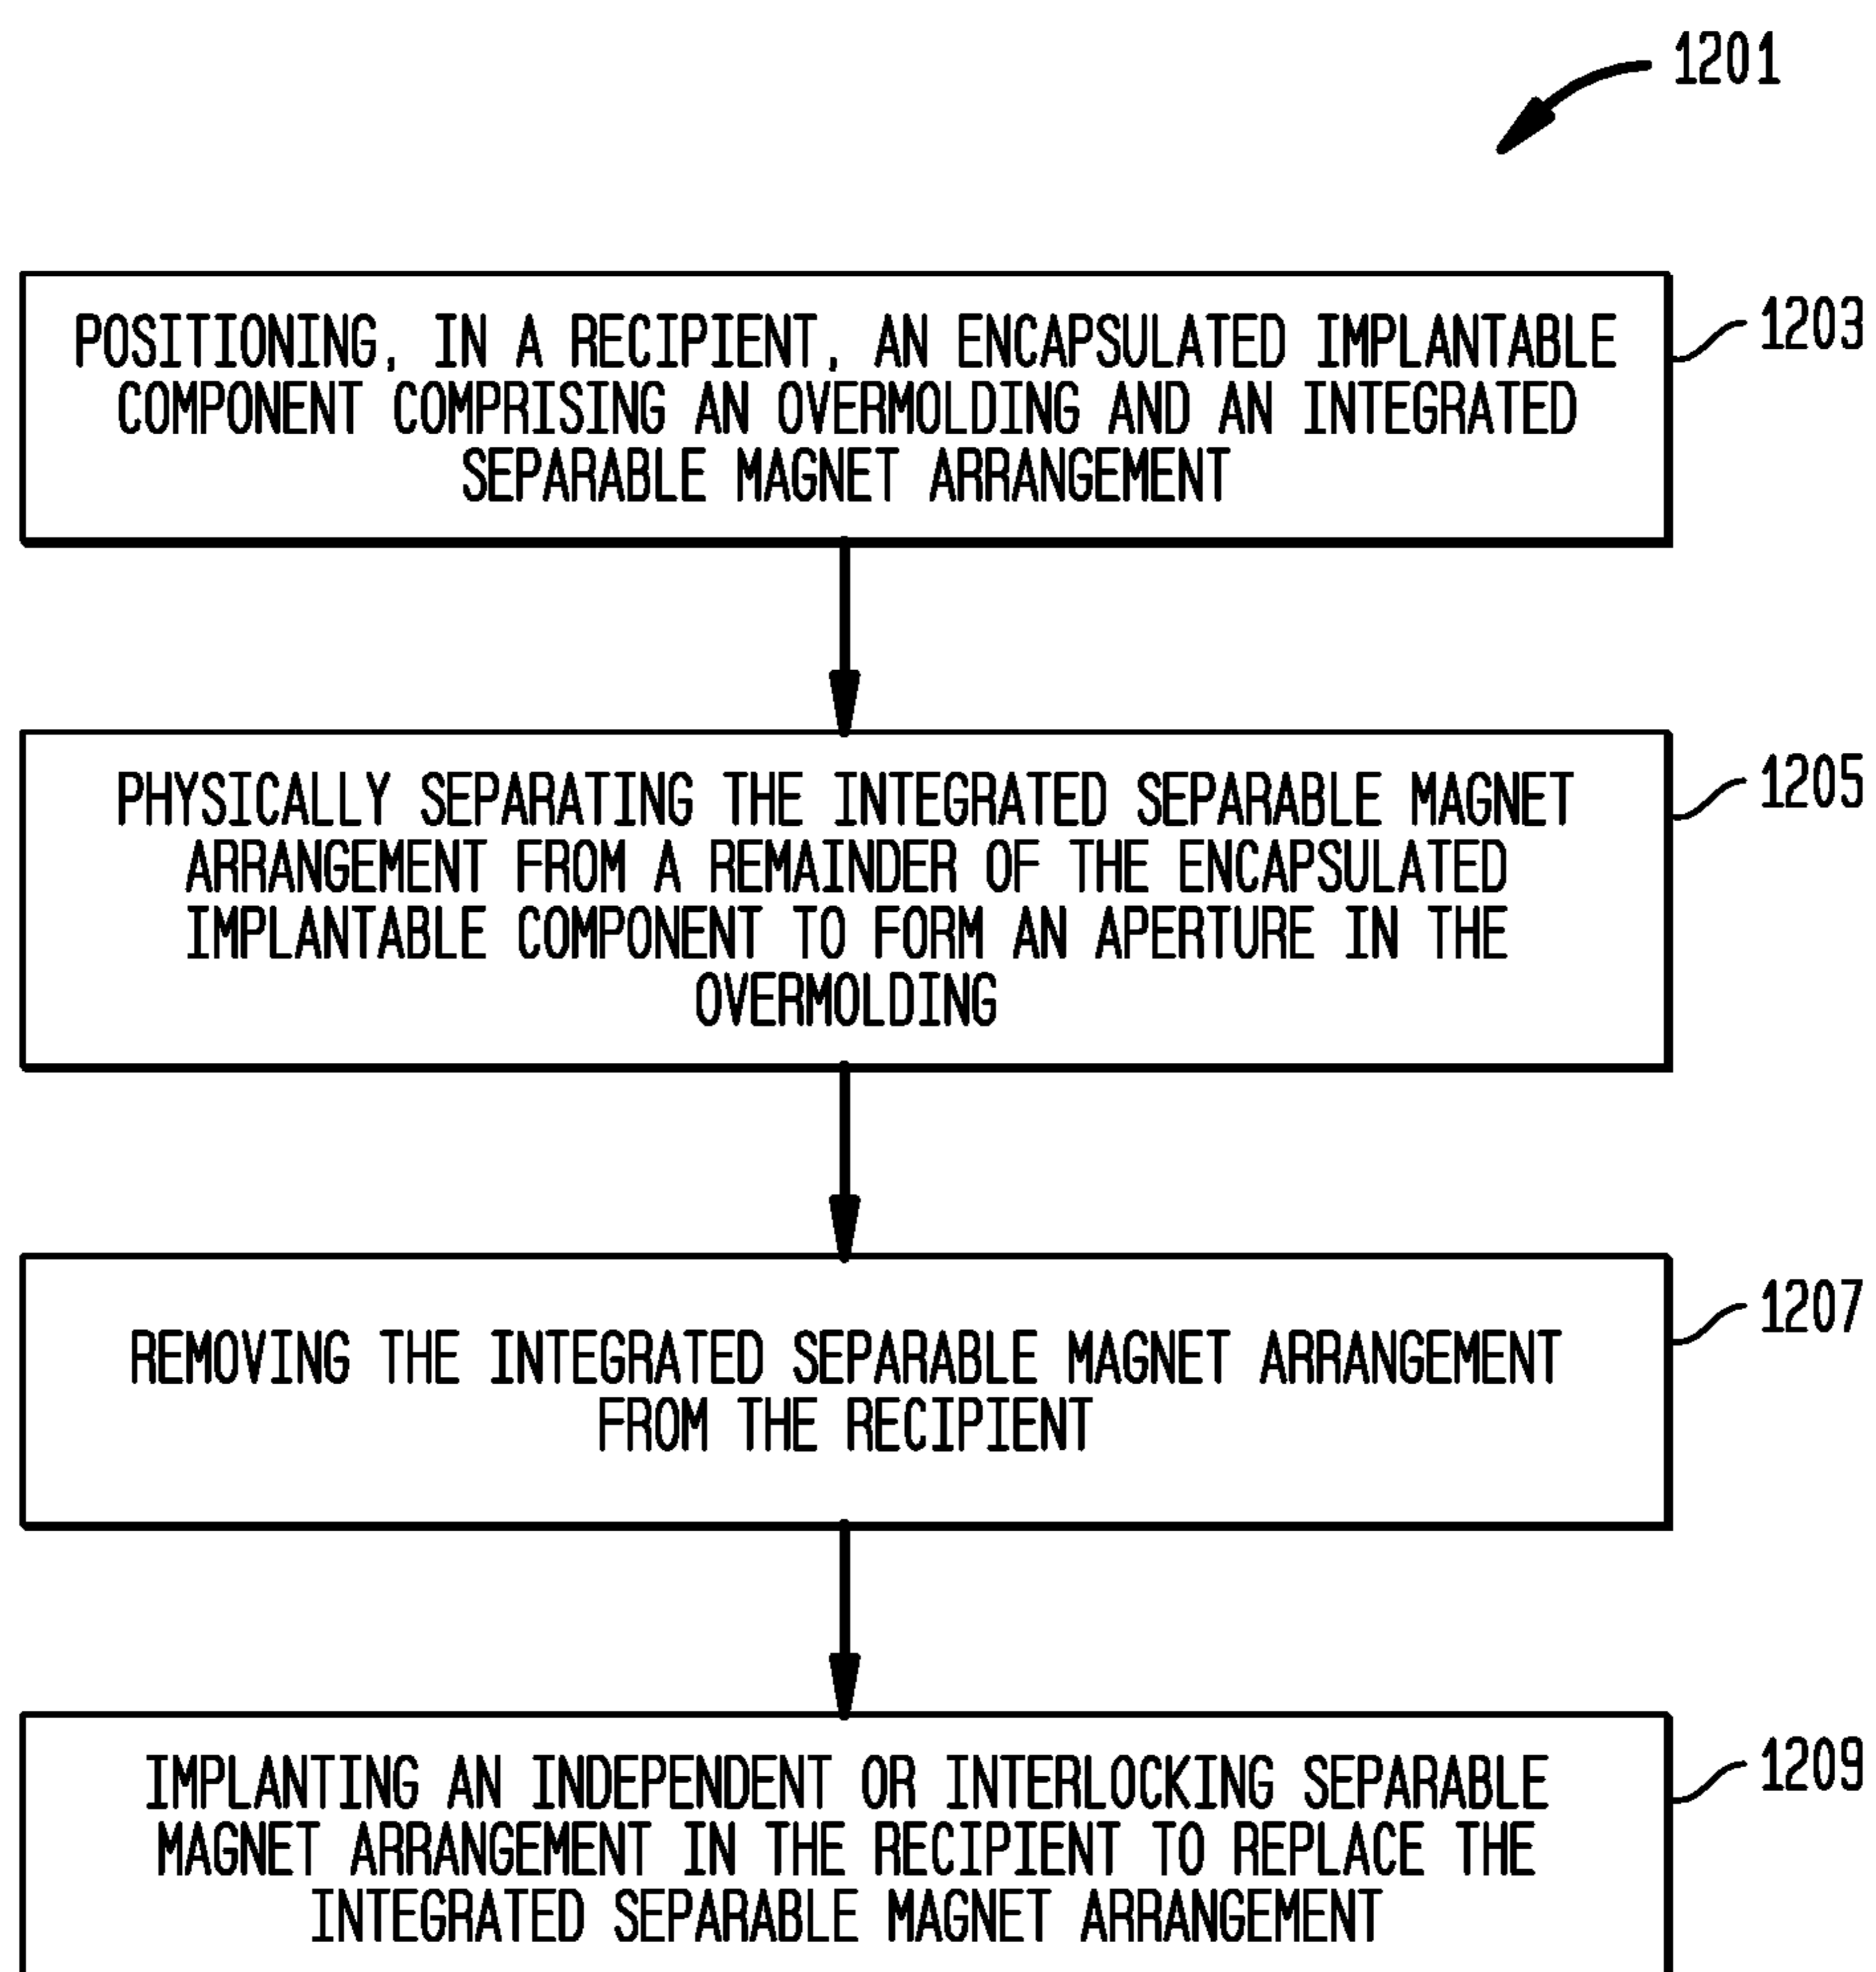 1201
POSITIONING, IN A RECIPIENT, AN ENCAPSULATED IMPLANTABLE
COMPONENT COMPRISING AN OVERMOLDING AND AN INTEGRATED
SEPARABLE MAGNET ARRANGEMENT
1203
PHYSICALLY SEPARATING THE INTEGRATED SEPARABLE MAGNET
ARRANGEMENT FROM A REMAINDER OF THE ENCAPSULATED
IMPLANTABLE COMPONENT TO FORM AN APERTURE IN THE
OVERMOLDING
1205
REMOVING THE INTEGRATED SEPARABLE MAGNET ARRANGEMENT
FROM THE RECIPIENT
1207
IMPLANTING AN INDEPENDENT OR INTERLOCKING SEPARABLE
MAGNET ARRANGEMENT IN THE RECIPIENT TO REPLACE THE
INTEGRATED SEPARABLE MAGNET ARRANGEMENT
1209